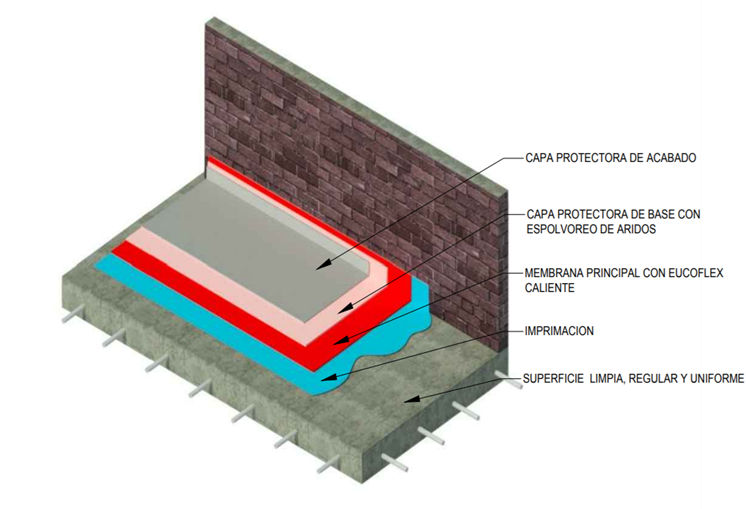 CAPA PROTECTORA DE ACABADO
CAPA PROTECTORA DE BASE CON
ESPOLVOREO DE ARIDOS
MEMBRANA PRINCIPAL CON EUCOFLEX
CALIENTE
IMPRIMACION
SUPERFICIE LIMPIA, REGULAR Y UNIFORME